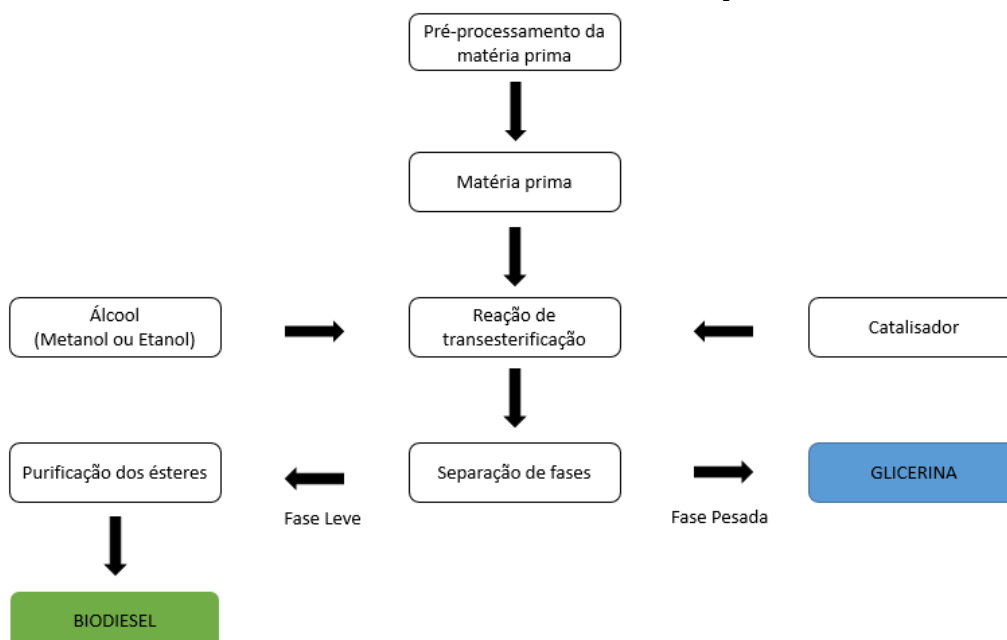 Pré-processamento da
matéria prima
Matéria prima
Álcool
(Metanol ou Etanol)
Reação de
transesterificação
Catalisador
Purificação dos ésteres
Separação de fases
GLICERINA
Fase Leve
Fase Pesada
BIODIESEL